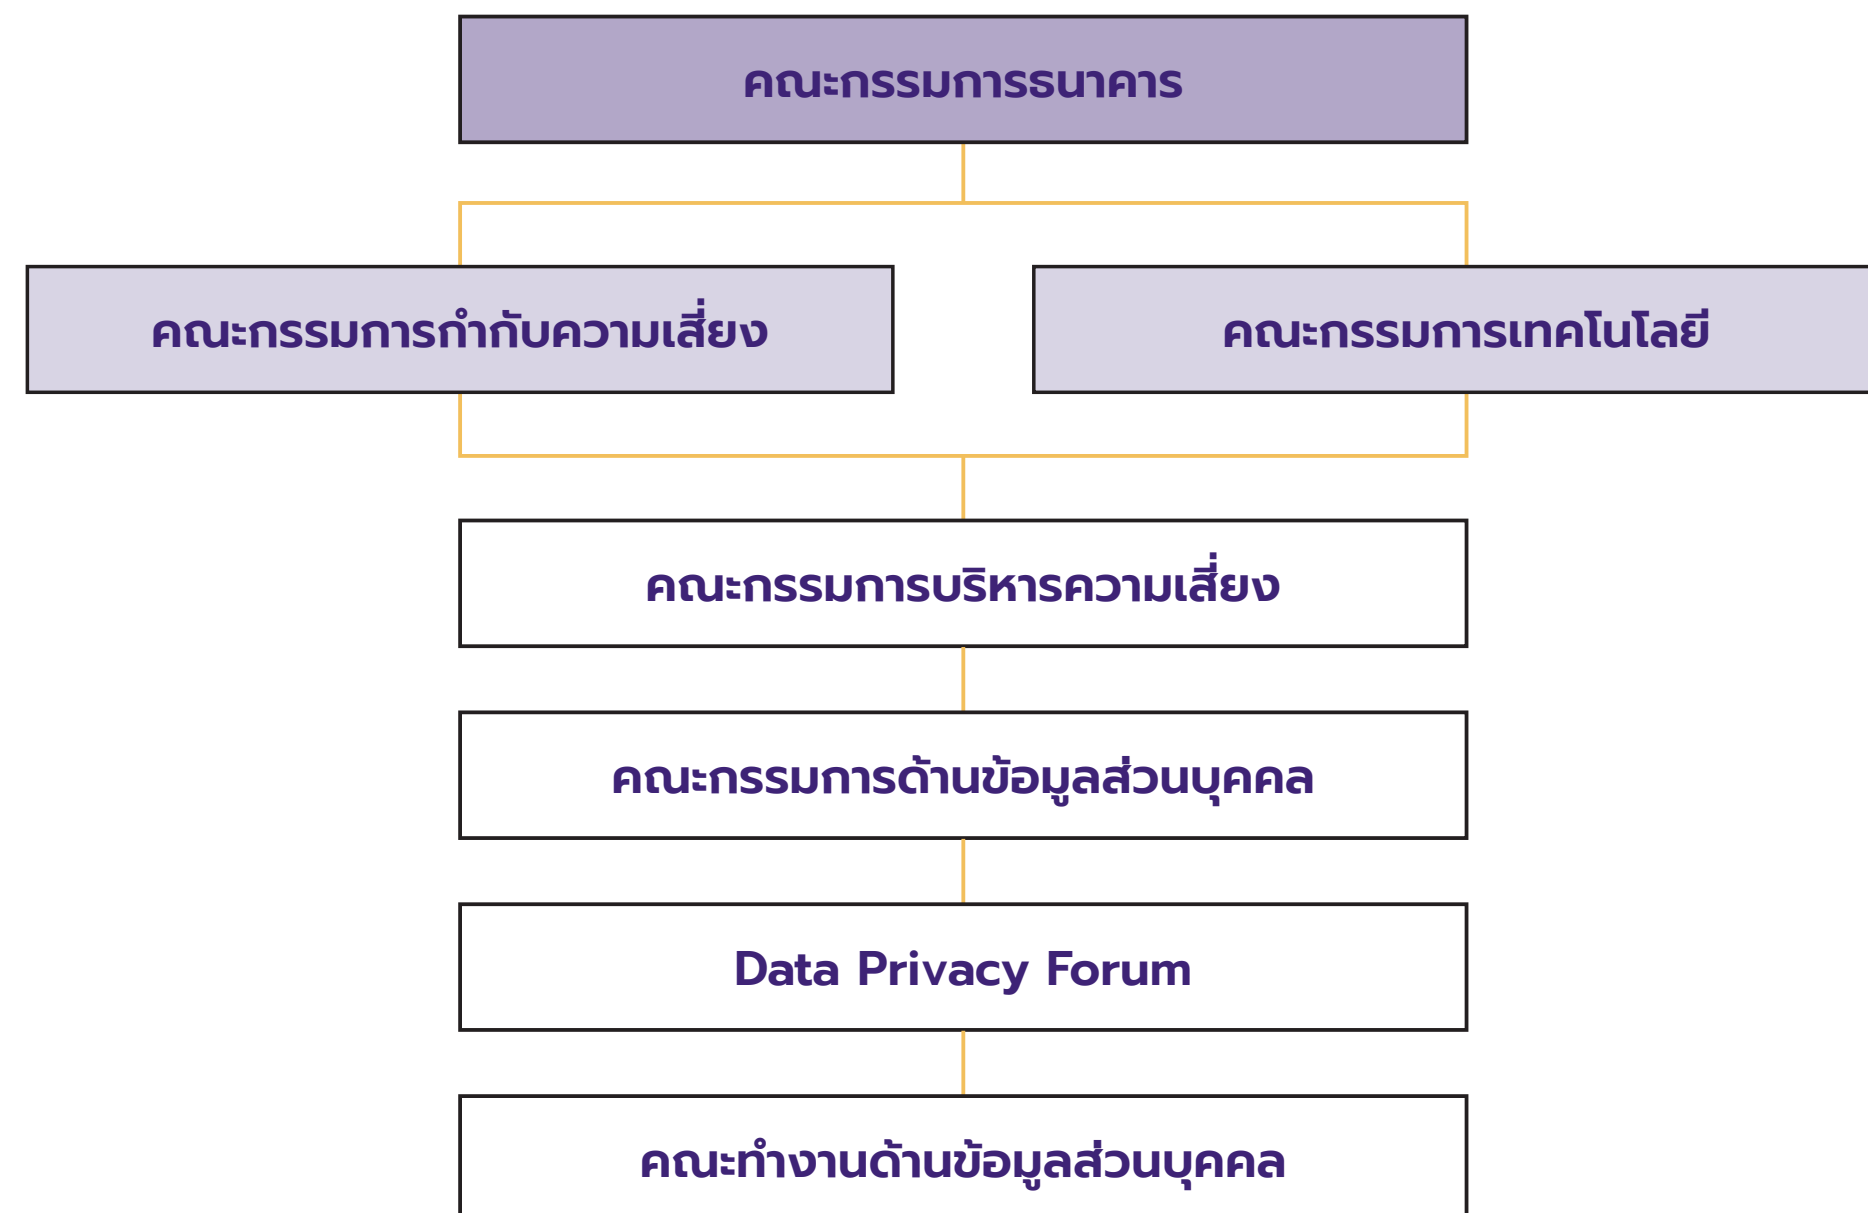 คณะกรรมการธนาคาร
คณะกรรมการกำกับความเสี่ยง
คณะกรรมการเทคโนโลยี
คณะกรรมการบริหารความเสี่ยง
คณะกรรมการด้านข้อมูลส่วนบุคคล
Data Privacy Forum
คณะทำงานด้านข้อมูลส่วนบุคคล